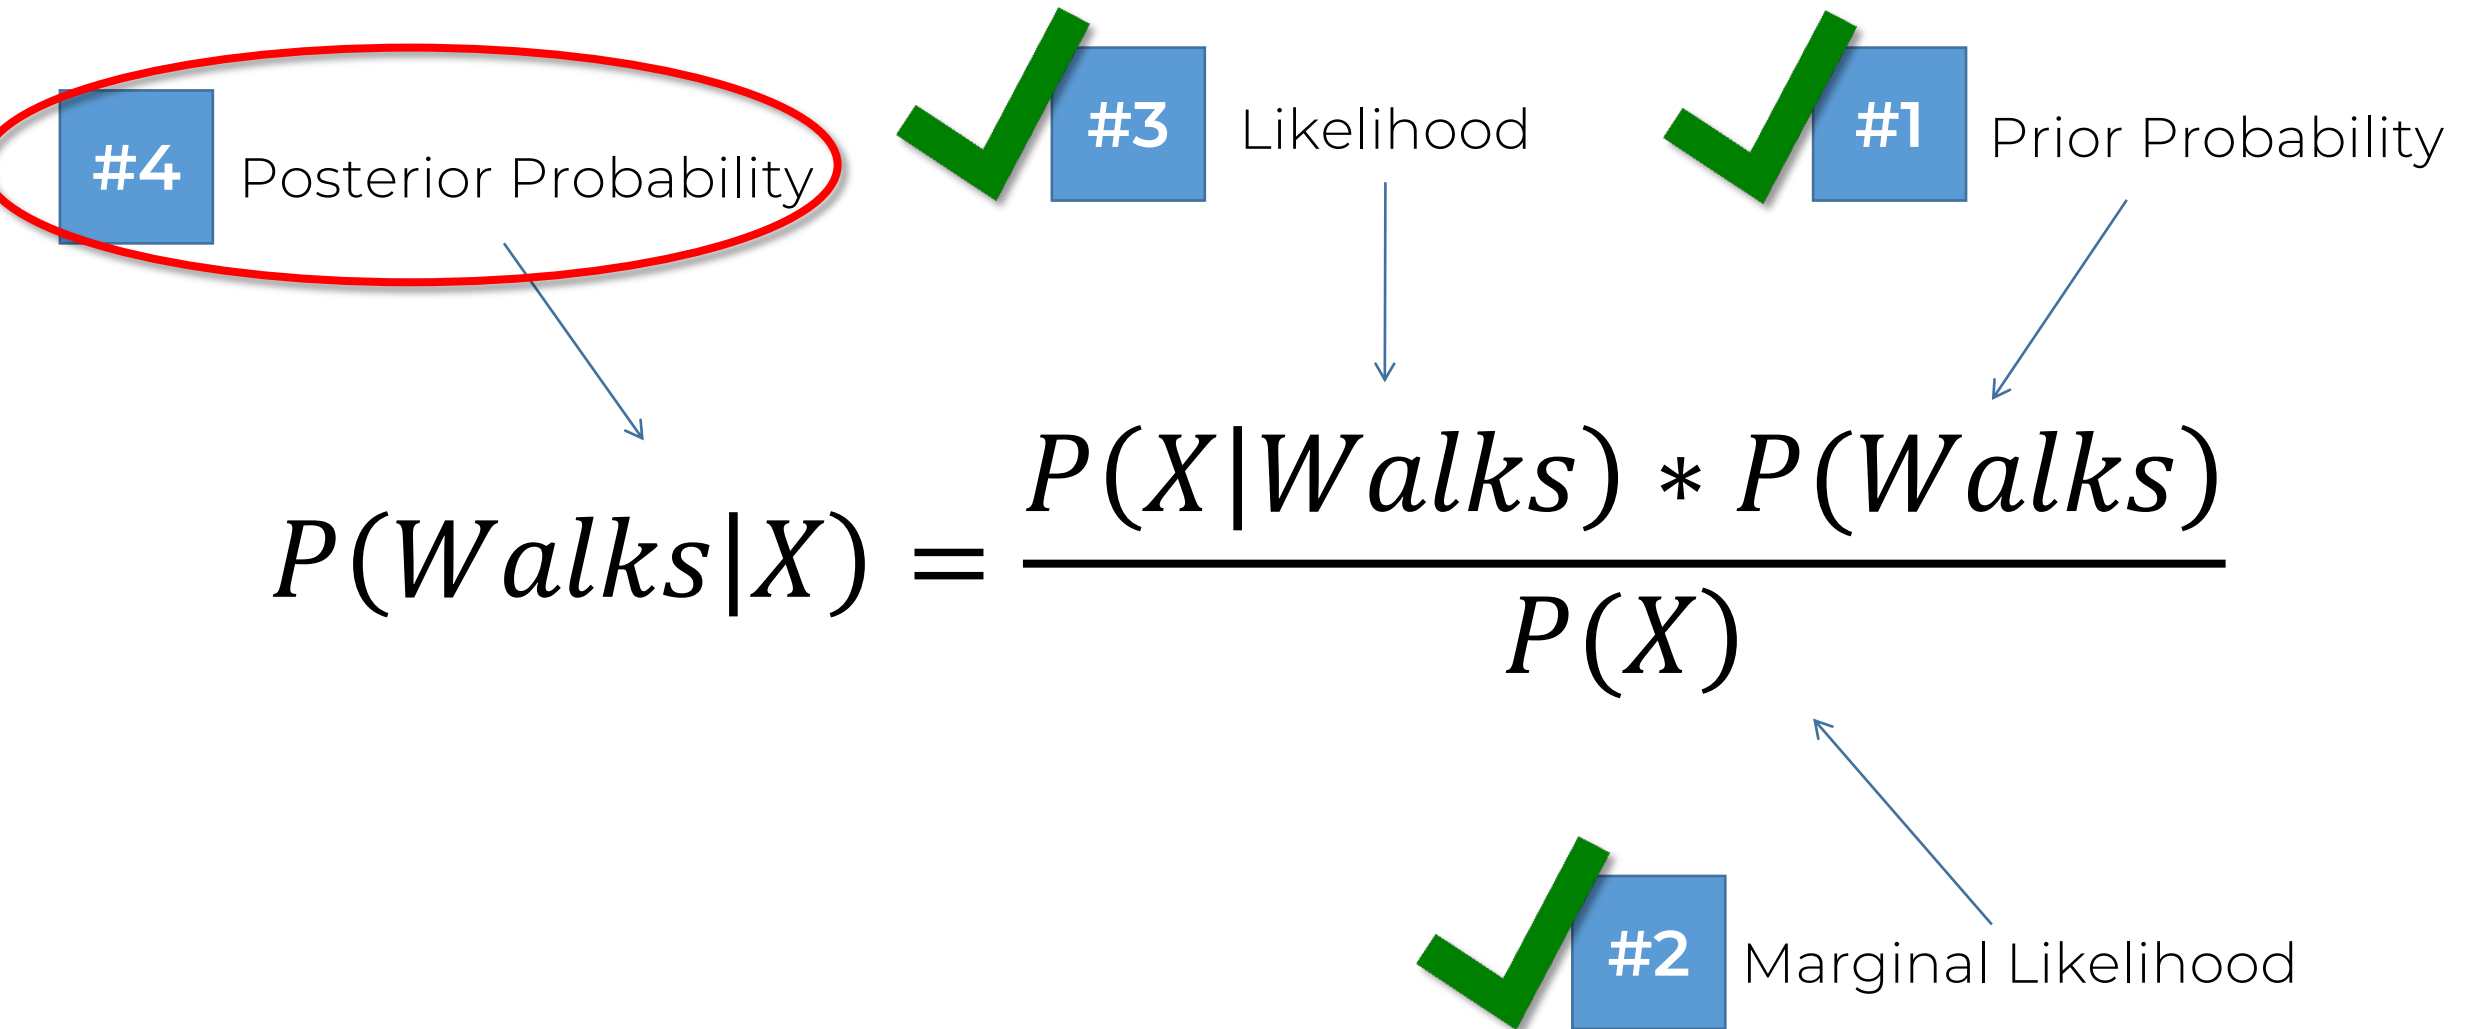 #4 Posterior Probability
#3 Likelihood
#1 Prior Probability
P(Walks|X) = P(X|Walks) * P(Walks)
P(X)
#2 Marginal Likelihood